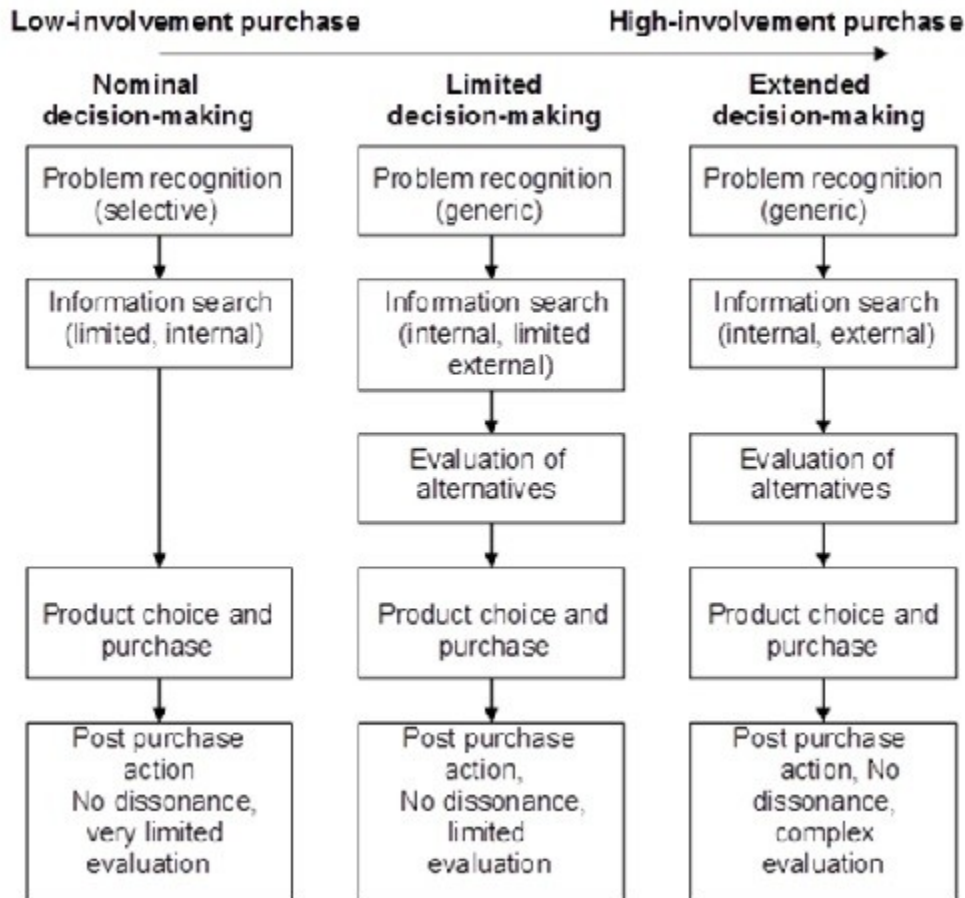 Low-involvement purchase
High-involvement purchase
Nominal
decision-making
Limited
decision-making
Extended
decision-making
Problem recognition
(selective)
Problem recognition
(generic)
Problem recognition
(generic)
Information search
(limited, internal)
Information search
(internal, limited
external)
Information search
(internal, external)
Evaluation of
alternatives
Evaluation of
alternatives
Product choice and
purchase
Product choice and
purchase
Product choice and
purchase
Post purchase
action
No dissonance,
very limited
evaluation
Post purchase
action,
No dissonance,
limited
evaluation
Post purchase
action, No
dissonance,
complex
evaluation